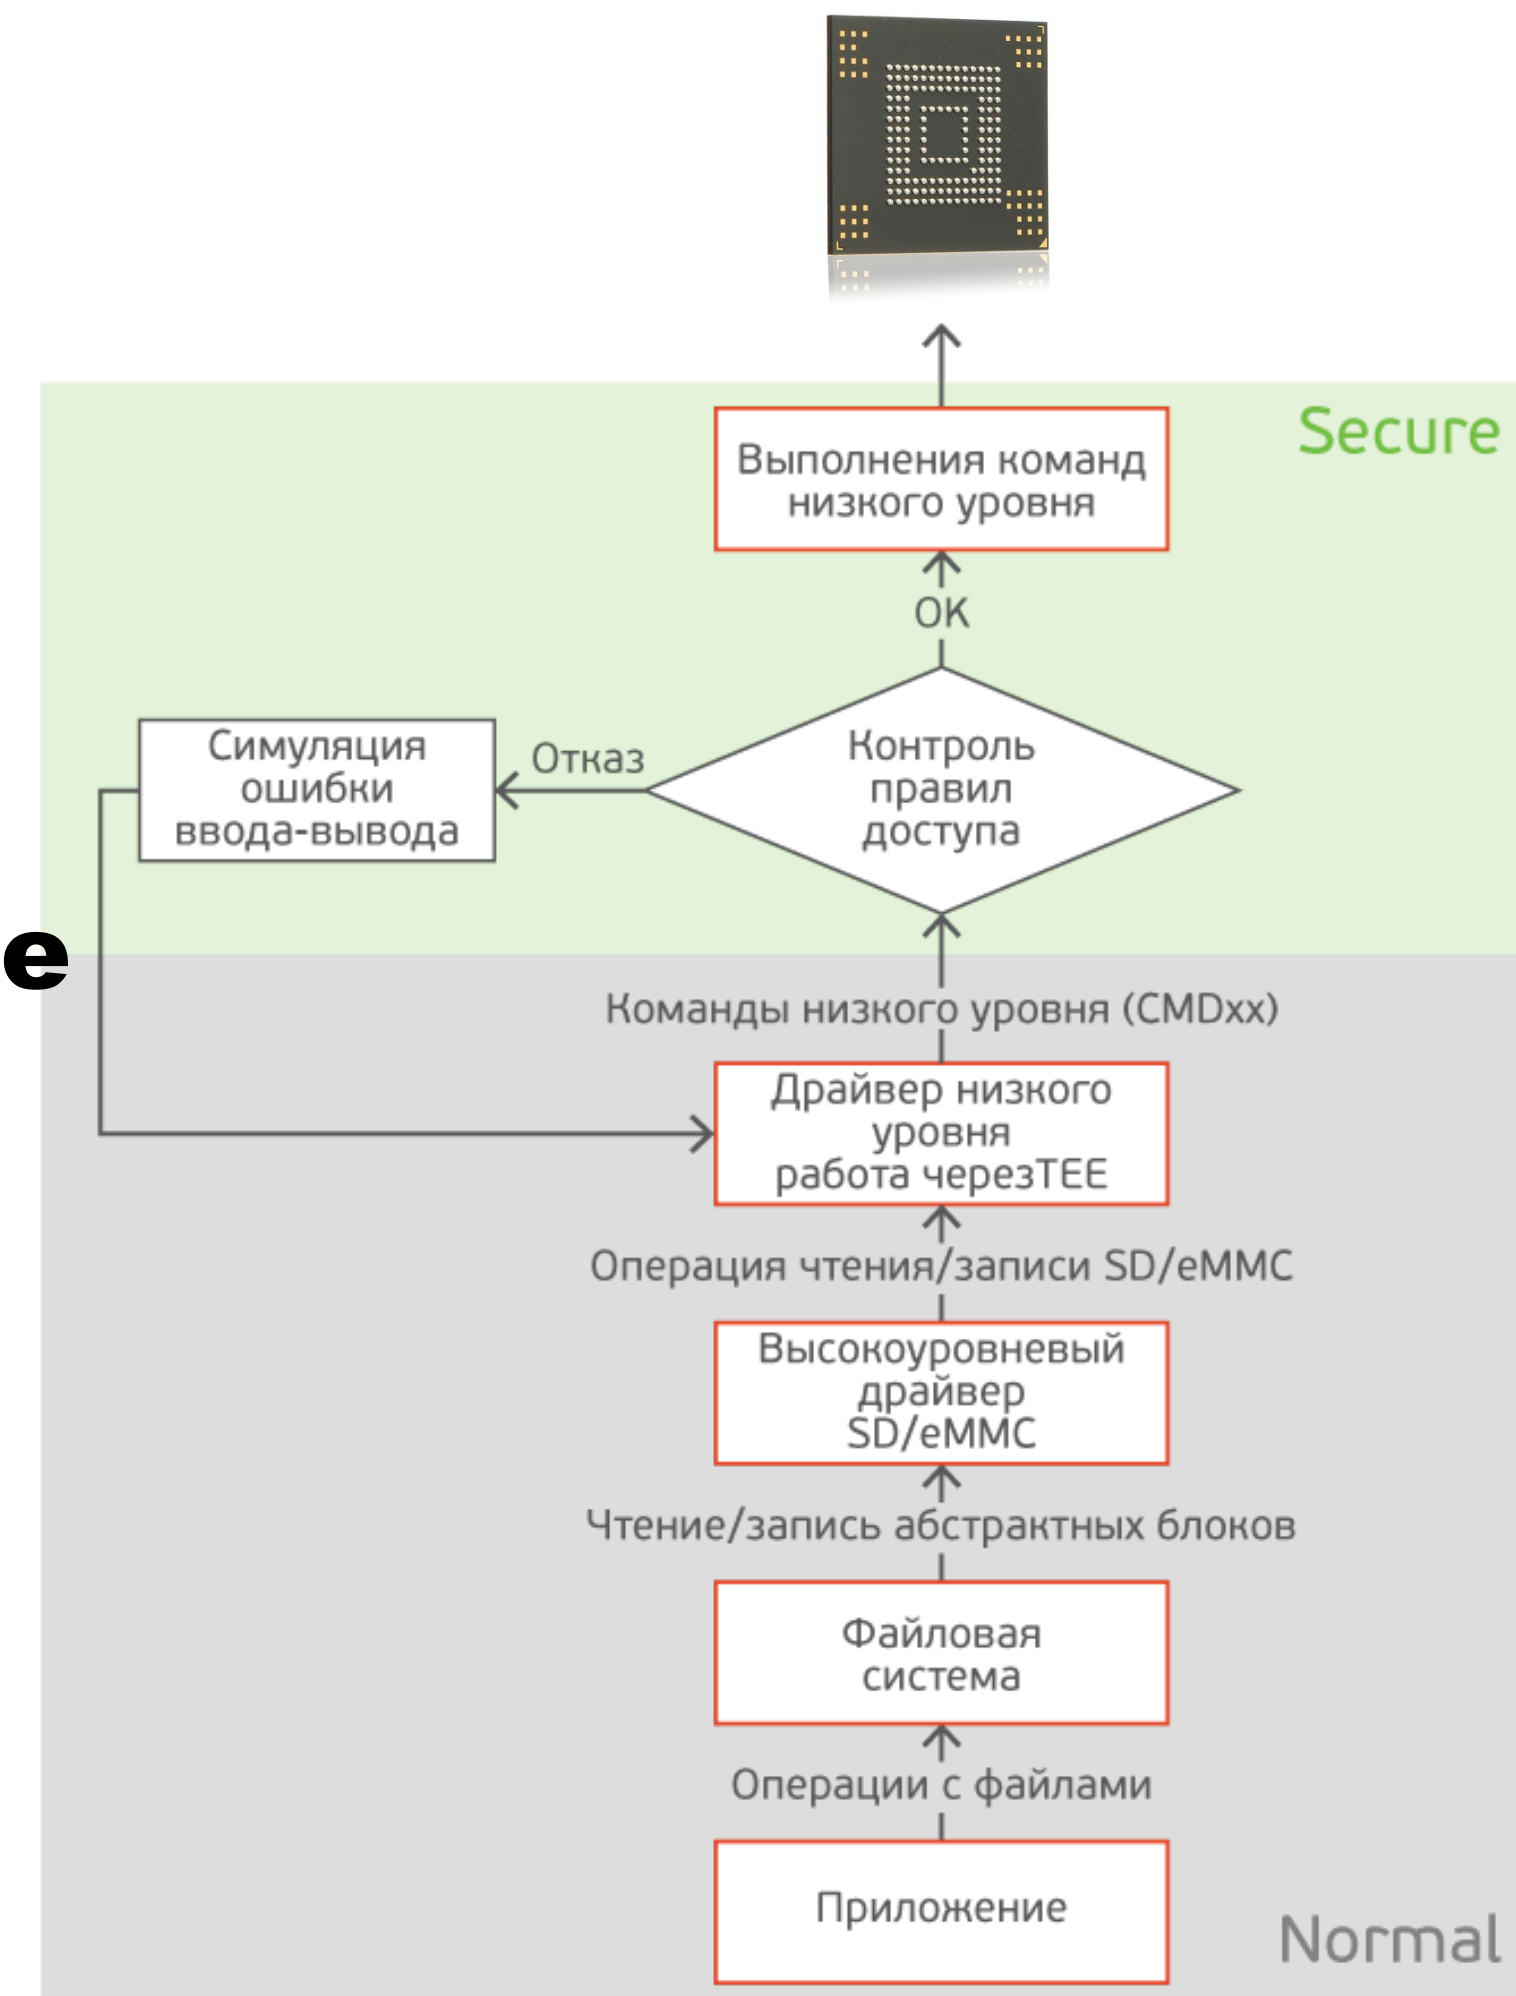 Secure
Выполнения команд
низкого уровня
OK
Отказ
Симуляция
ошибки
ввода-вывода
Контроль
правил
доступа
e
Команды низкого уровня (CMDxx)
Драйвер низкого
уровня
работа черезTEE
Операция чтения/записи SD/eMMC
Высокоуровневый
драйвер
SD/eMMC
Чтение/запись абстрактных блоков
Файловая
система
Операции с файлами
Приложение
Normal